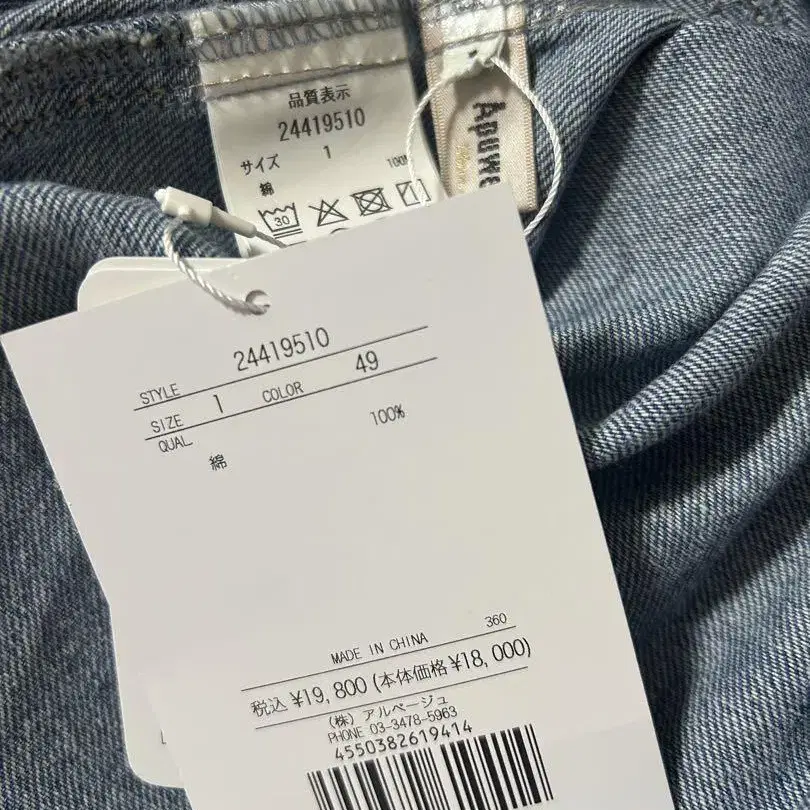 品質表示
24419510
サイズ 1
綿 100%
30
STYLE 24419510
SIZE 1 COLOR 49
QUAL
綿 100%
360
MADE IN CHINA
税込 ¥19,800 (本体価格¥18,000)
(株) アルページュ
PHONE 03-3478-5963
4550382619414